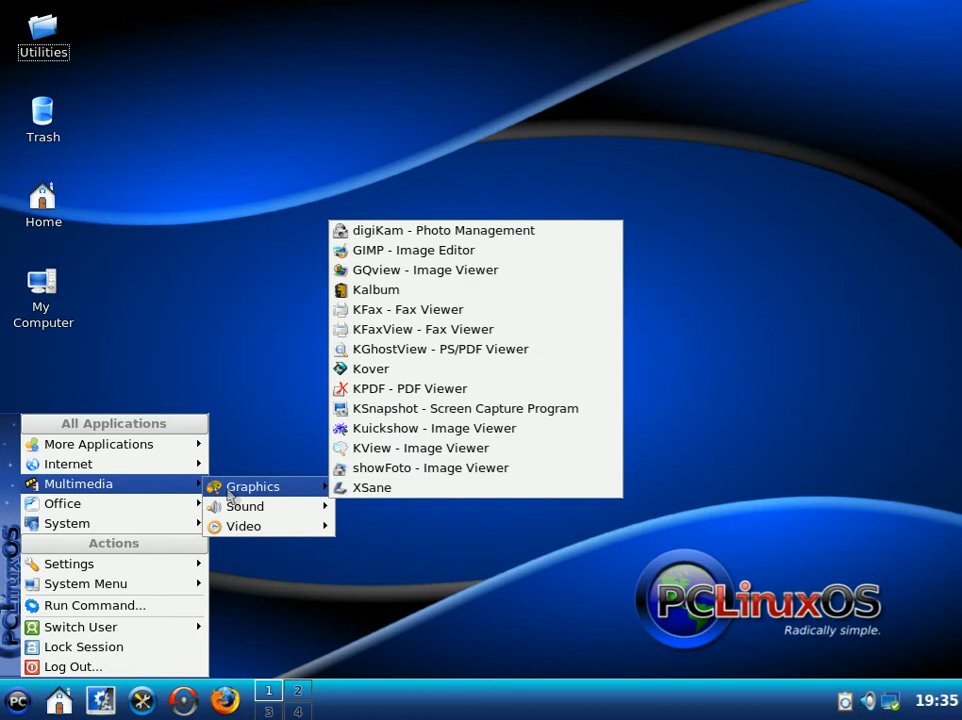 Utilities
Trash
Home
My
Computer
digiKam - Photo Management
GIMP - Image Editor
GQview - Image Viewer
Kalbum
KFax - Fax Viewer
KFaxView - Fax Viewer
KGhostView - PS/PDF Viewer
Kover
KPDF - PDF Viewer
KSnapshot - Screen Capture Program
Kuickshow - Image Viewer
KView - Image Viewer
showFoto - Image Viewer
XSane
All Applications
More Applications
Internet
Multimedia
Office
System
Graphics
Sound
Video
Actions
Settings
System Menu
Run Command...
Switch User
Lock Session
Log Out...
PCLinuxOS
PCLinuxOS
Radically simple.
PC
1 2
3 4
19:35